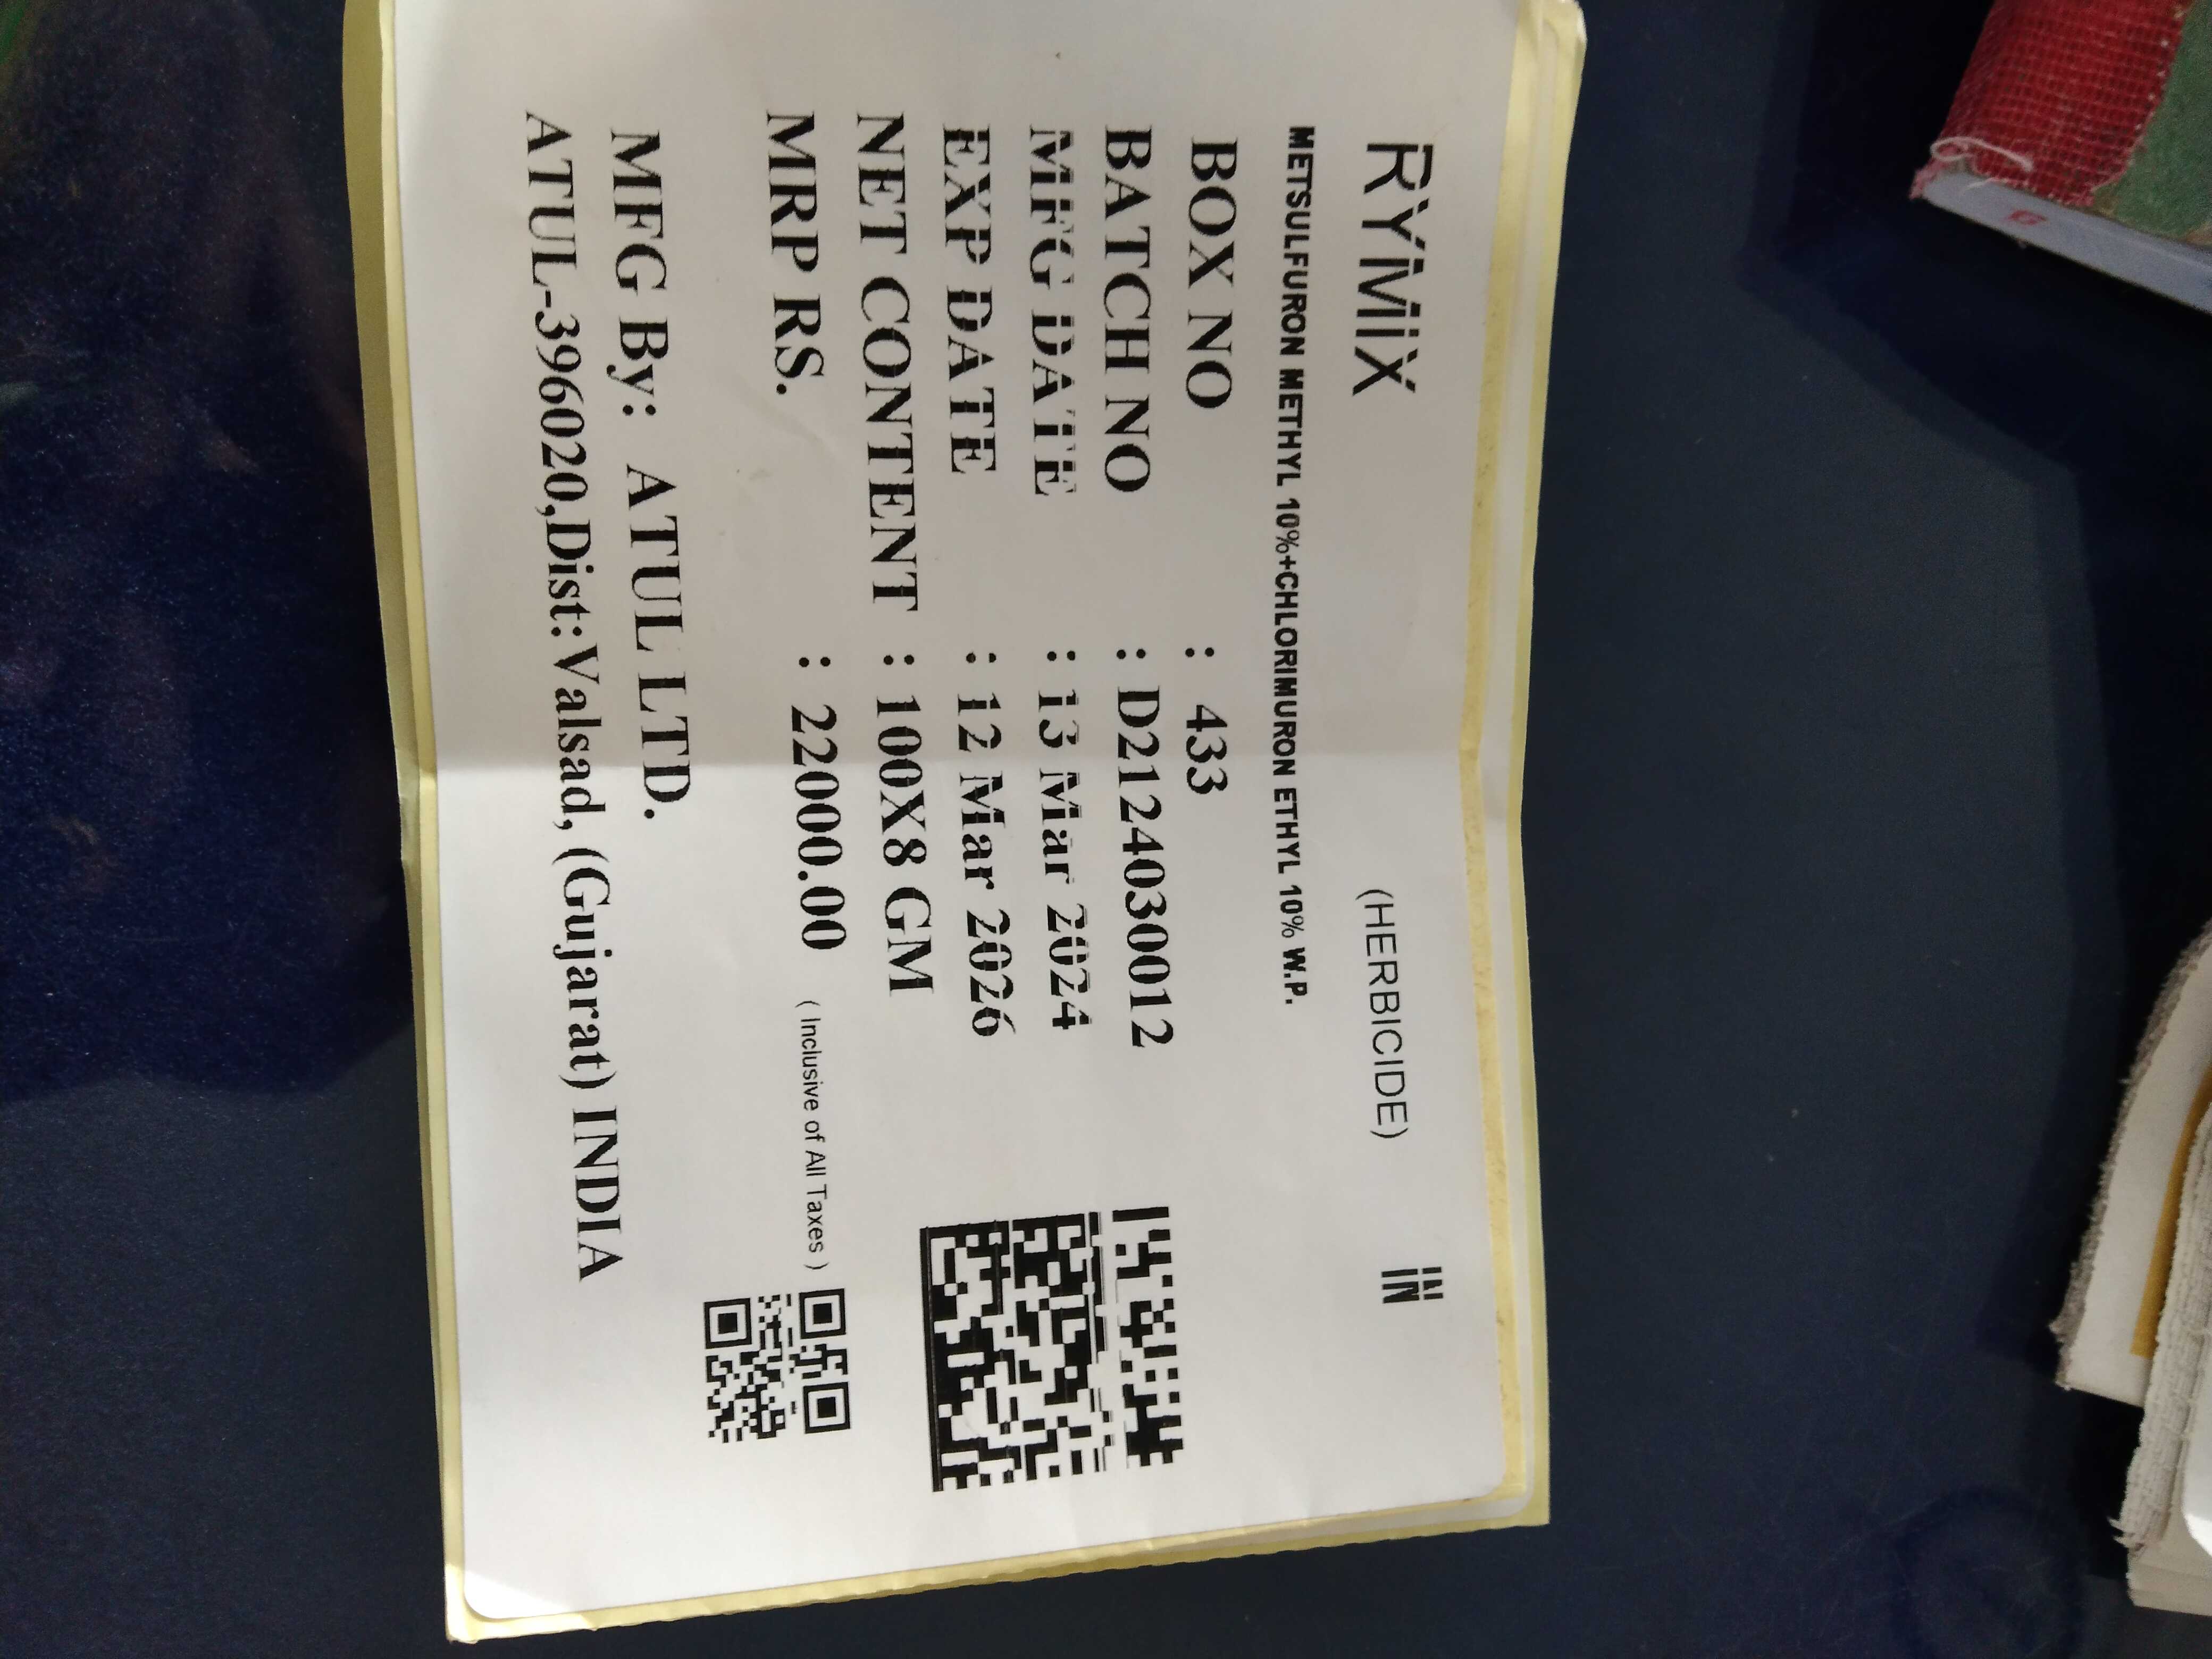 RYMIX (HERBICIDE) IN
METSULFURON METHYL 10%+CHLORIMURON ETHYL 10% W.P.
BOX NO : 433
BATCH NO : D2124030012
MFG DATE : 13 Mar 2024
EXP DATE : 12 Mar 2026
NET CONTENT : 100X8 GM
MRP RS. : 22000.00 ( Inclusive of All Taxes )
MFG By: ATUL LTD.
ATUL-396020,Dist:Valsad, (Gujarat) INDIA